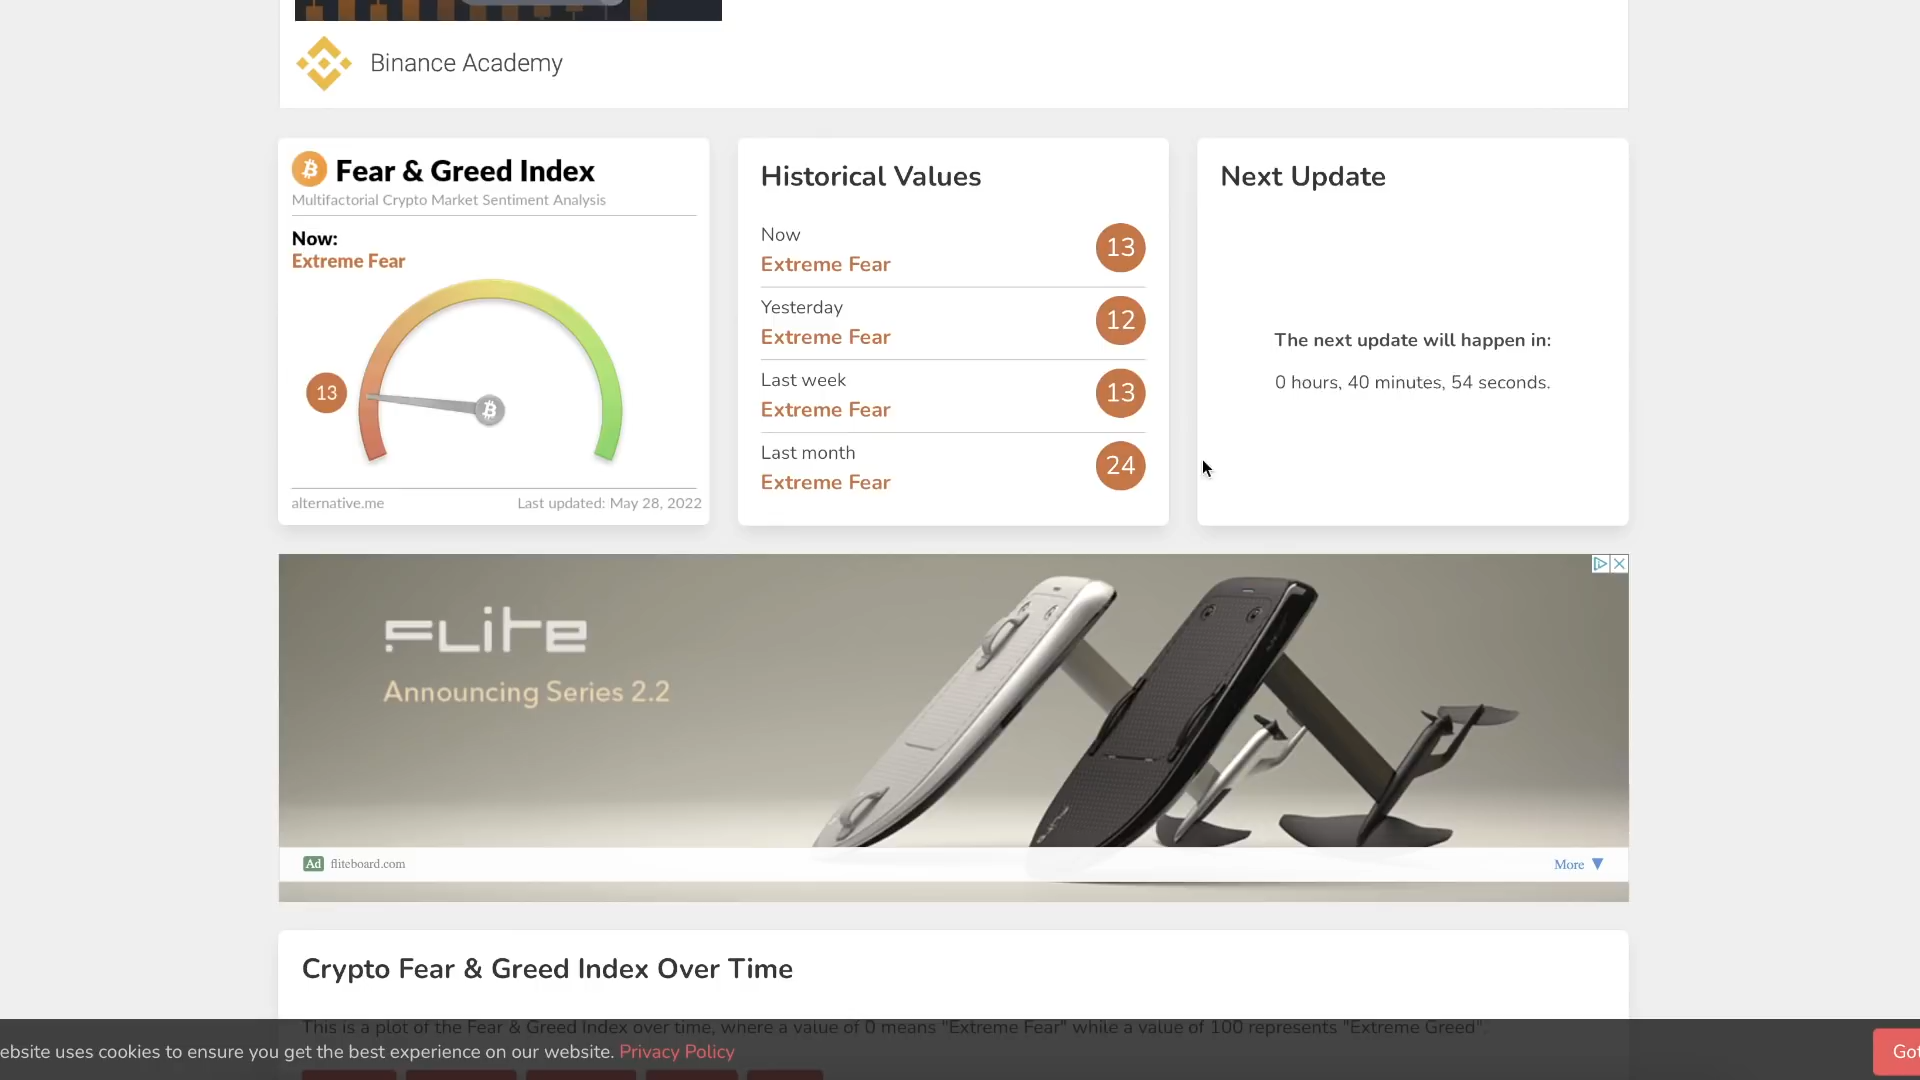 Binance Academy
Fear & Greed Index
Multifactorial Crypto Market Sentiment Analysis
Now:
Extreme Fear
13
alternative.me
Last updated: May 28, 2022
Historical Values
Now
Extreme Fear
13
Yesterday
Extreme Fear
12
Last week
Extreme Fear
13
Last month
Extreme Fear
24
Next Update
The next update will happen in:
0 hours, 40 minutes, 54 seconds.
FLITE
Announcing Series 2.2
Ad fliteboard.com
More
Crypto Fear & Greed Index Over Time
This is a plot of the Fear & Greed Index over time, where a value of 0 means "Extreme Fear" while a value of 100 represents "Extreme Greed".
ebsite uses cookies to ensure you get the best experience on our website. Privacy Policy
Got